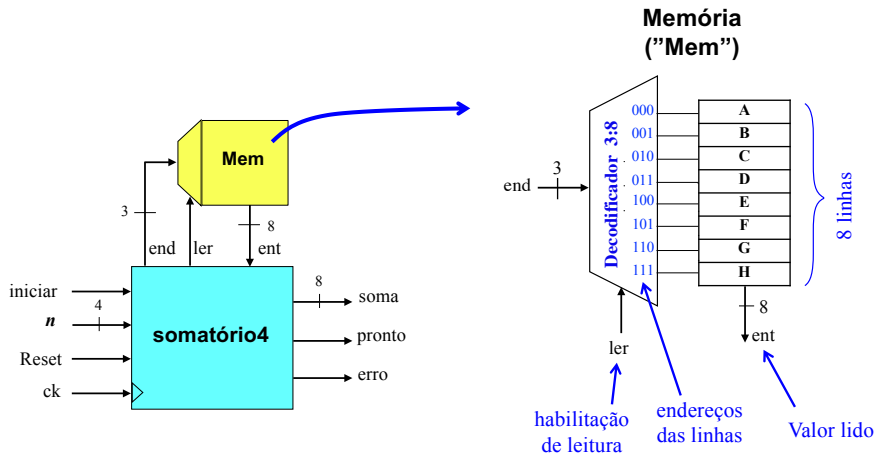 Memória
("Mem")
Mem
3
8
end
ler
ent
iniciar
4
n
Reset
ck
somatório4
8
soma
pronto
erro
end
3
Decodificador 3:8
000
001
010
011
100
101
110
111
A
B
C
D
E
F
G
H
8 linhas
8
ler
ent
habilitação
de leitura
endereços
das linhas
Valor lido